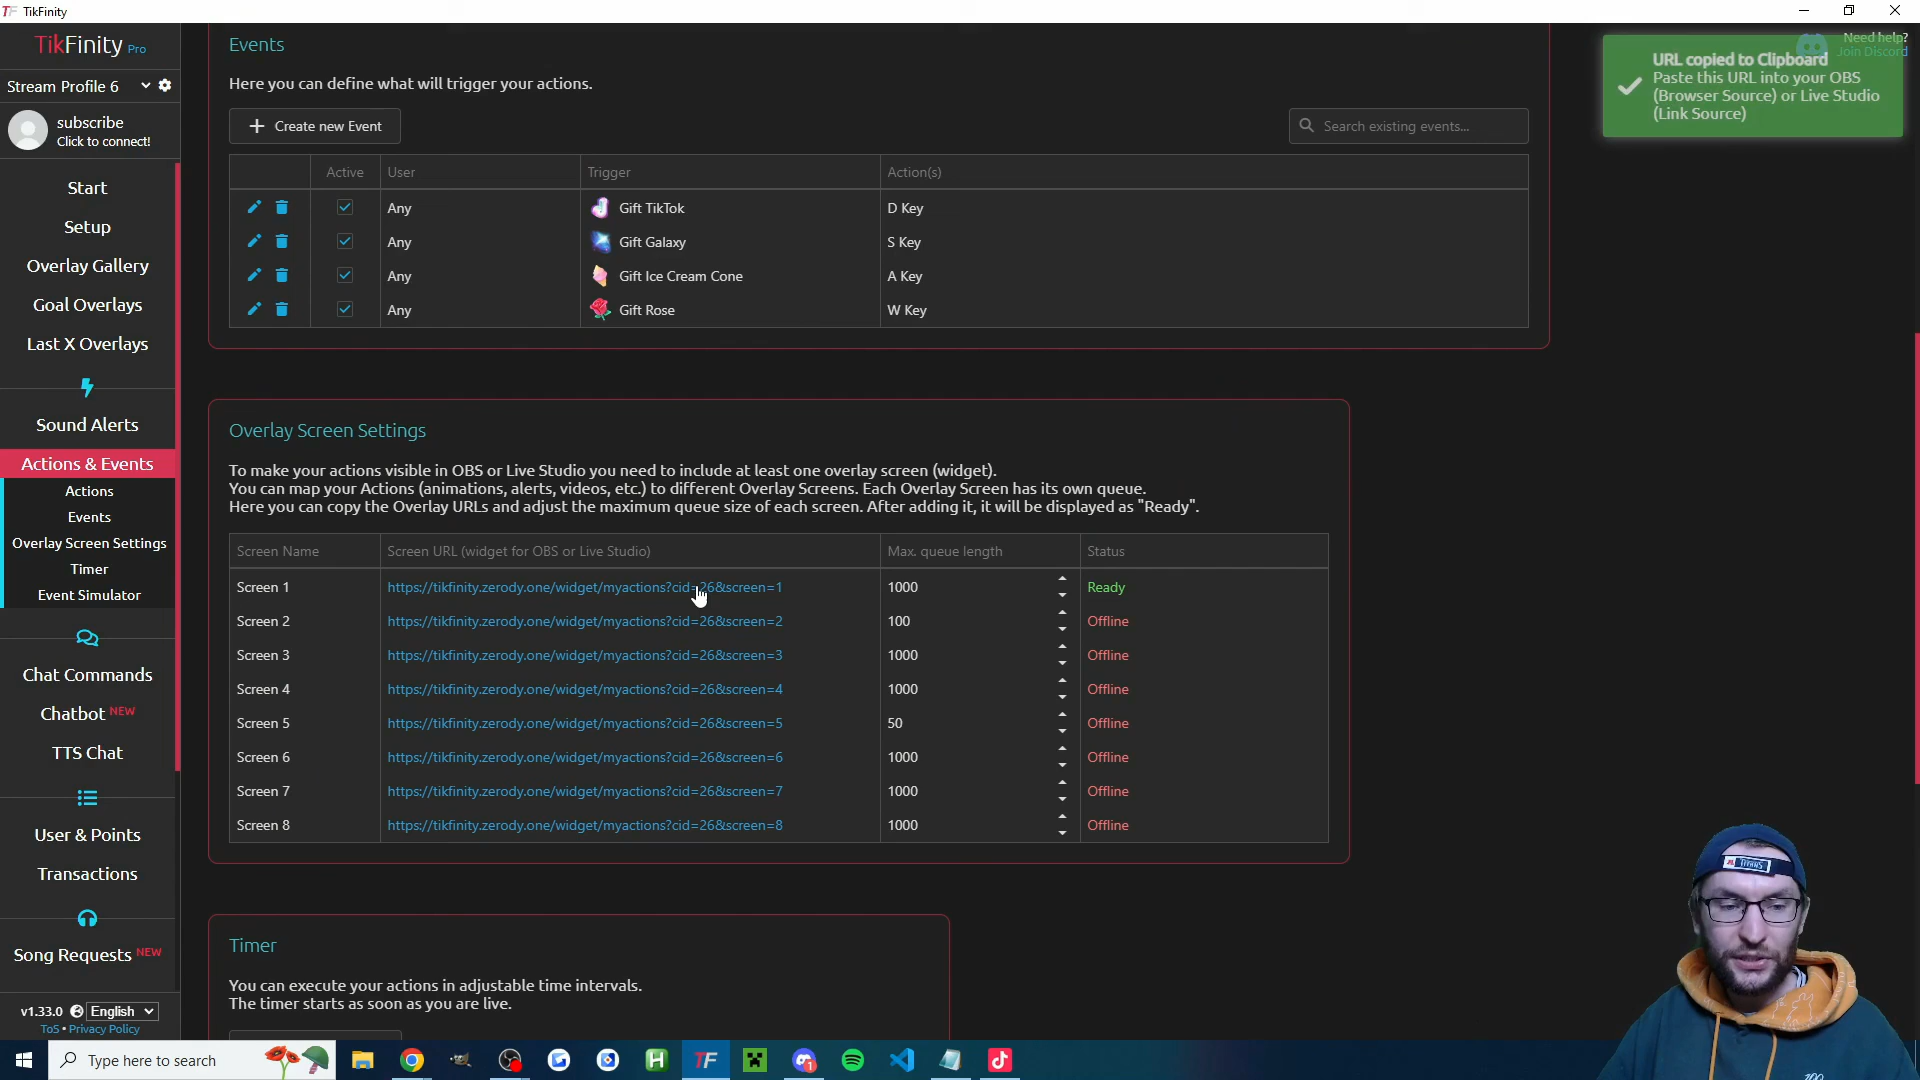 TF TikFinity
TikFinity Pro
Stream Profile 6
subscribe
Click to connect!
Start
Setup
Overlay Gallery
Goal Overlays
Last X Overlays
Sound Alerts
Actions & Events
Actions
Events
Overlay Screen Settings
Timer
Event Simulator
Chat Commands
Chatbot NEW
TTS Chat
User & Points
Transactions
Song Requests NEW
v1.33.0 English
ToS • Privacy Policy
Events
Here you can define what will trigger your actions.
Create new Event
Search existing events...
Active User Trigger Action(s)
Any Gift TikTok D Key
Any Gift Galaxy S Key
Any Gift Ice Cream Cone A Key
Any Gift Rose W Key
Need help?
Join Discord
URL copied to Clipboard
Paste this URL into your OBS
(Browser Source) or Live Studio
(Link Source)
Overlay Screen Settings
To make your actions visible in OBS or Live Studio you need to include at least one overlay screen (widget).
You can map your Actions (animations, alerts, videos, etc.) to different Overlay Screens. Each Overlay Screen has its own queue.
Here you can copy the Overlay URLs and adjust the maximum queue size of each screen. After adding it, it will be displayed as "Ready".
Screen Name Screen URL (widget for OBS or Live Studio) Max. queue length Status
Screen 1 https://tikfinity.zerody.one/widget/myactions?cid=26&screen=1 1000 Ready
Screen 2 https://tikfinity.zerody.one/widget/myactions?cid=26&screen=2 100 Offline
Screen 3 https://tikfinity.zerody.one/widget/myactions?cid=26&screen=3 1000 Offline
Screen 4 https://tikfinity.zerody.one/widget/myactions?cid=26&screen=4 1000 Offline
Screen 5 https://tikfinity.zerody.one/widget/myactions?cid=26&screen=5 50 Offline
Screen 6 https://tikfinity.zerody.one/widget/myactions?cid=26&screen=6 1000 Offline
Screen 7 https://tikfinity.zerody.one/widget/myactions?cid=26&screen=7 1000 Offline
Screen 8 https://tikfinity.zerody.one/widget/myactions?cid=26&screen=8 1000 Offline
Timer
You can execute your actions in adjustable time intervals.
The timer starts as soon as you are live.
Type here to search
H
TF
1